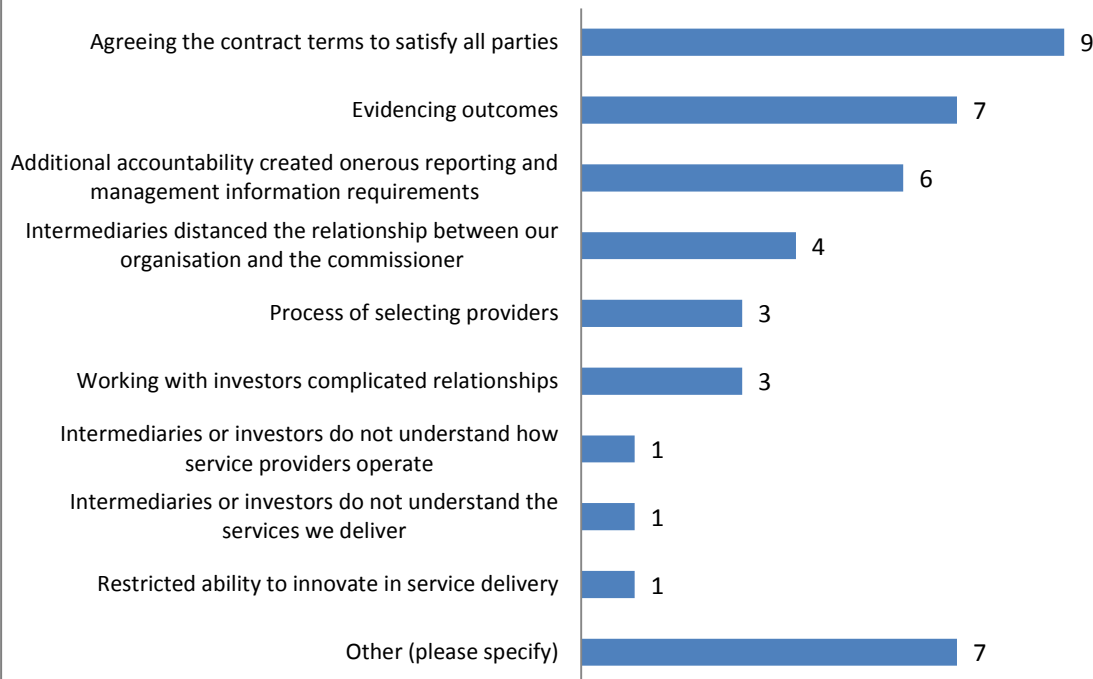 Agreeing the contract terms to satisfy all parties 9
Evidencing outcomes 7
Additional accountability created onerous reporting and
management information requirements 6
Intermediaries distanced the relationship between our
organisation and the commissioner 4
Process of selecting providers 3
Working with investors complicated relationships 3
Intermediaries or investors do not understand how
service providers operate 1
Intermediaries or investors do not understand the
services we deliver 1
Restricted ability to innovate in service delivery 1
Other (please specify) 7